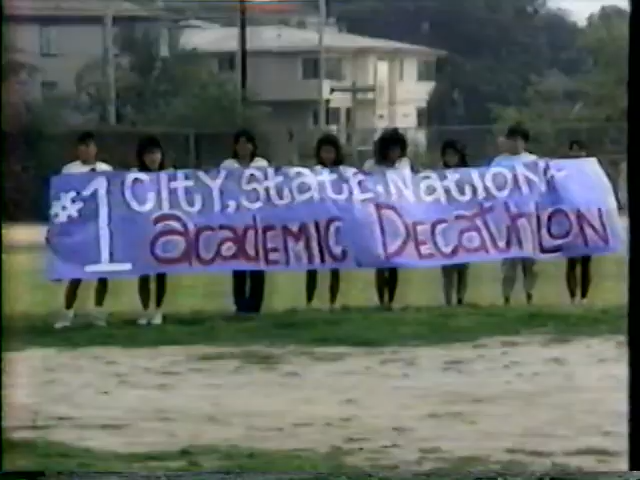 #1 City, State, Nation-
academic Decathlon